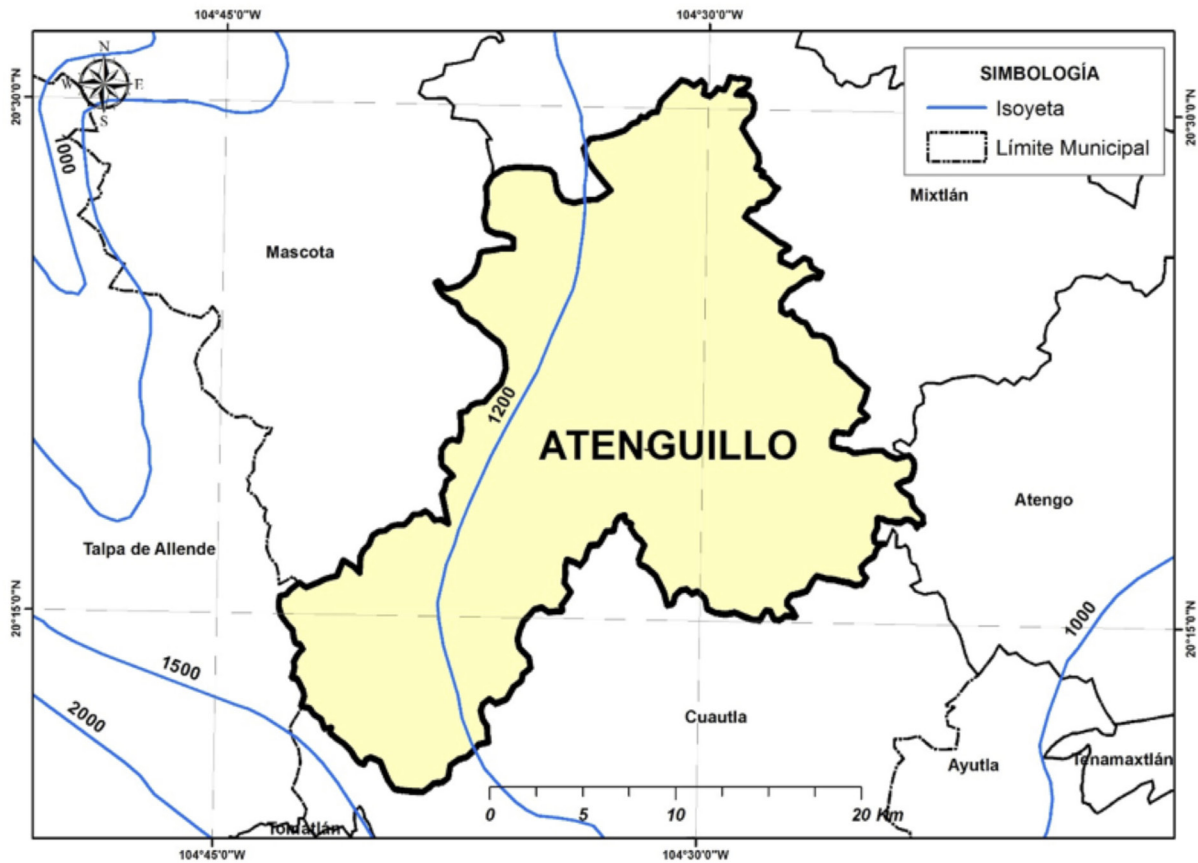 104°45'0"W
104°30'0"W
N
W
E
S
20°30'0"N
20°30'0"N
SIMBOLOGÍA
Isoyeta
Límite Municipal
1000
Mascota
Mixtlán
1200
ATENGUILLO
Atengo
Talpa de Allende
20°15'0"N
20°15'0"N
1000
1500
2000
Cuautla
Ayutla
Tenamaxtlán
0 5 10 20 Km
Tomatlán
104°45'0"W
104°30'0"W